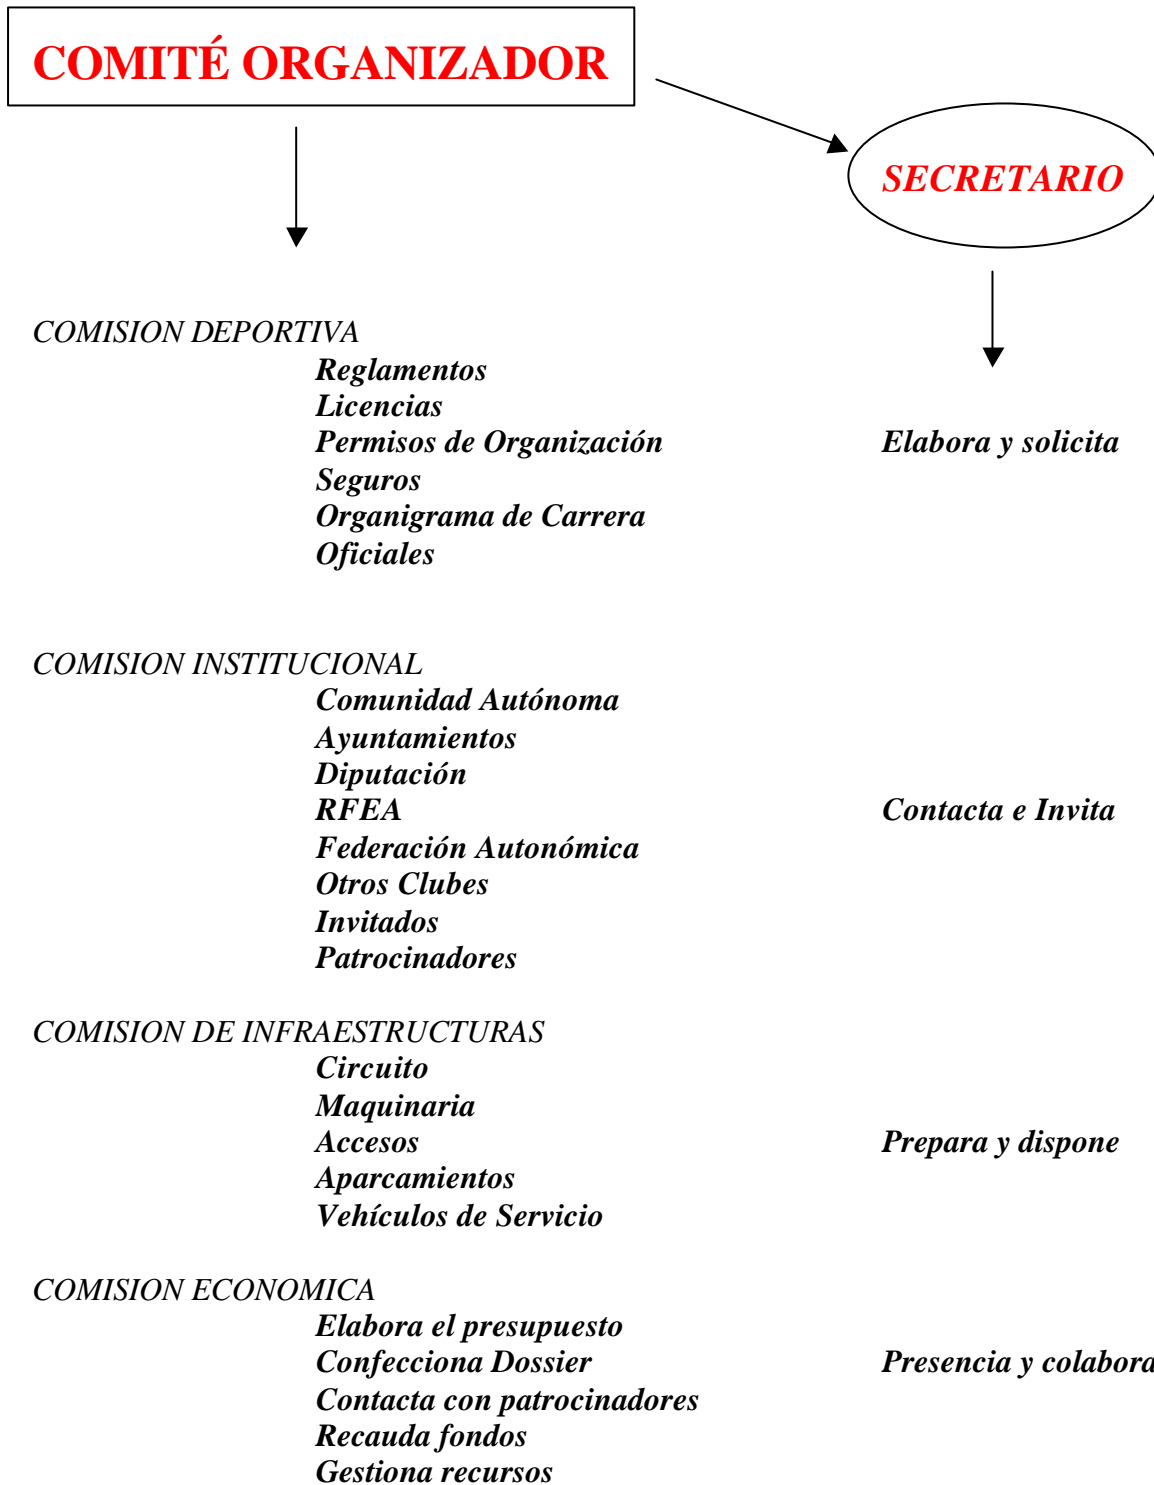 COMITÉ ORGANIZADOR
SECRETARIO
COMISION DEPORTIVA
Reglamentos
Licencias
Permisos de Organización Elabora y solicita
Seguros
Organigrama de Carrera
Oficiales
COMISION INSTITUCIONAL
Comunidad Autónoma
Ayuntamientos
Diputación
RFEA Contacta e Invita
Federación Autonómica
Otros Clubes
Invitados
Patrocinadores
COMISION DE INFRAESTRUCTURAS
Circuito
Maquinaria
Accesos Prepara y dispone
Aparcamientos
Vehículos de Servicio
COMISION ECONOMICA
Elabora el presupuesto
Confecciona Dossier Presencia y colabora
Contacta con patrocinadores
Recauda fondos
Gestiona recursos